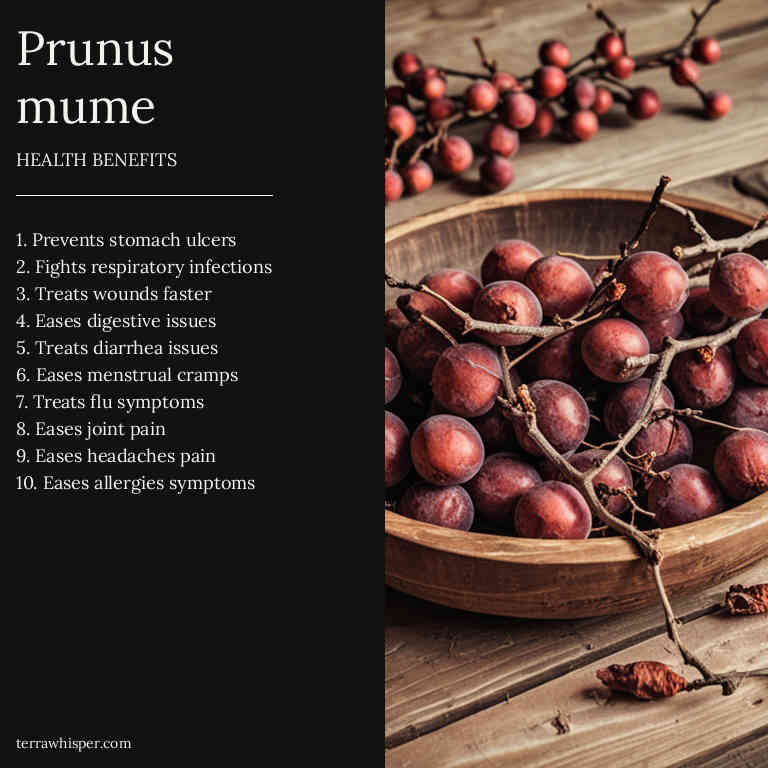 Prunus
mume
HEALTH BENEFITS
1. Prevents stomach ulcers
2. Fights respiratory infections
3. Treats wounds faster
4. Eases digestive issues
5. Treats diarrhea issues
6. Eases menstrual cramps
7. Treats flu symptoms
8. Eases joint pain
9. Eases headaches pain
10. Eases allergies symptoms
terrawhisper.com